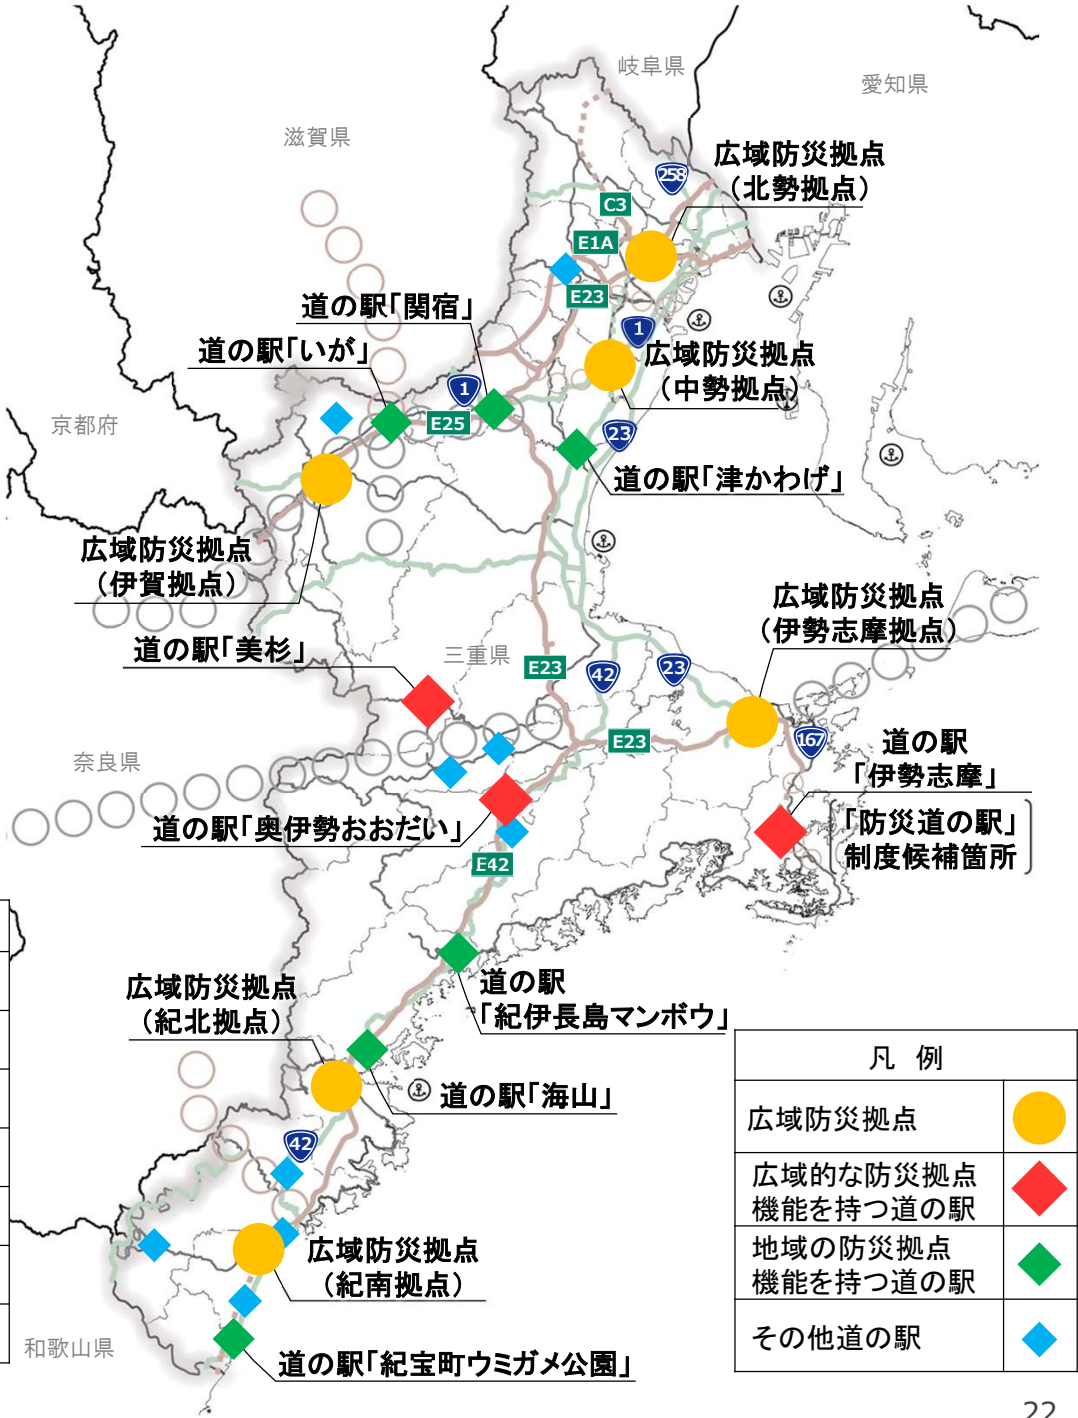 岐阜県
愛知県
滋賀県
広域防災拠点
（北勢拠点）
258
C3
E1A
E23
道の駅「関宿」
1
道の駅「いが」
広域防災拠点
（中勢拠点）
1
京都府
E25
23
道の駅「津かわげ」
広域防災拠点
（伊賀拠点）
広域防災拠点
（伊勢志摩拠点）
道の駅「美杉」
三重県
E23
42
23
奈良県
E23
167
道の駅
「伊勢志摩」
「防災道の駅」
制度候補箇所
道の駅「奥伊勢おおだい」
E42
広域防災拠点
（紀北拠点）
道の駅
「紀伊長島マンボウ」
道の駅「海山」
42
広域防災拠点
（紀南拠点）
和歌山県
道の駅「紀宝町ウミガメ公園」
凡 例
広域防災拠点
広域的な防災拠点
機能を持つ道の駅
地域の防災拠点
機能を持つ道の駅
その他道の駅
22